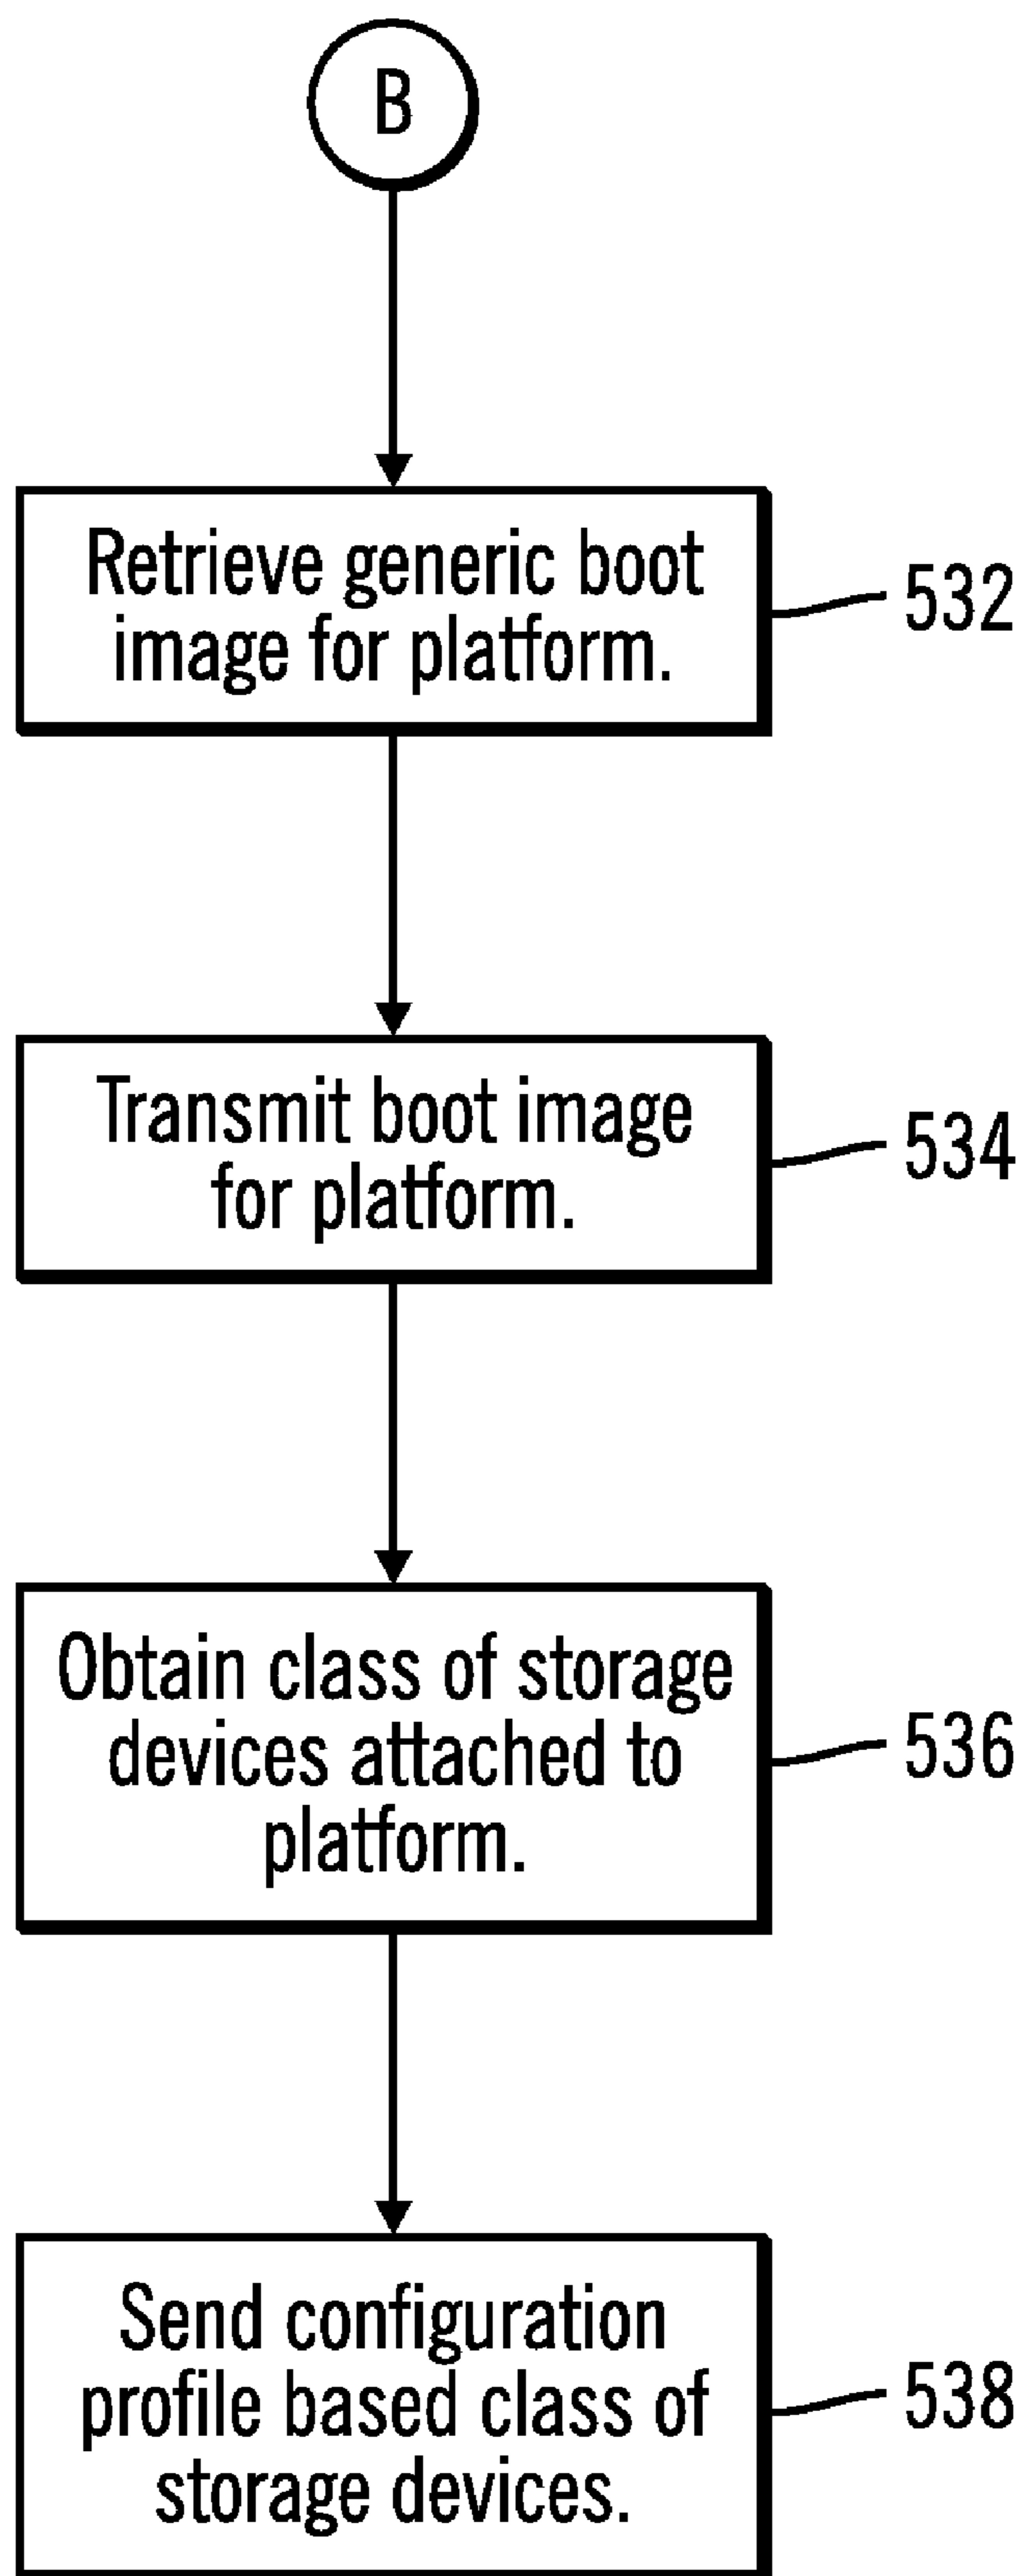 B
Retrieve generic boot
image for platform.
532
Transmit boot image
for platform.
534
Obtain class of storage
devices attached to
platform.
536
Send configuration
profile based class of
storage devices.
538